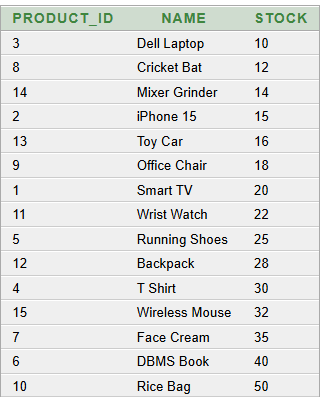 PRODUCT_ID NAME STOCK
3 Dell Laptop 10
8 Cricket Bat 12
14 Mixer Grinder 14
2 iPhone 15 15
13 Toy Car 16
9 Office Chair 18
1 Smart TV 20
11 Wrist Watch 22
5 Running Shoes 25
12 Backpack 28
4 T Shirt 30
15 Wireless Mouse 32
7 Face Cream 35
6 DBMS Book 40
10 Rice Bag 50